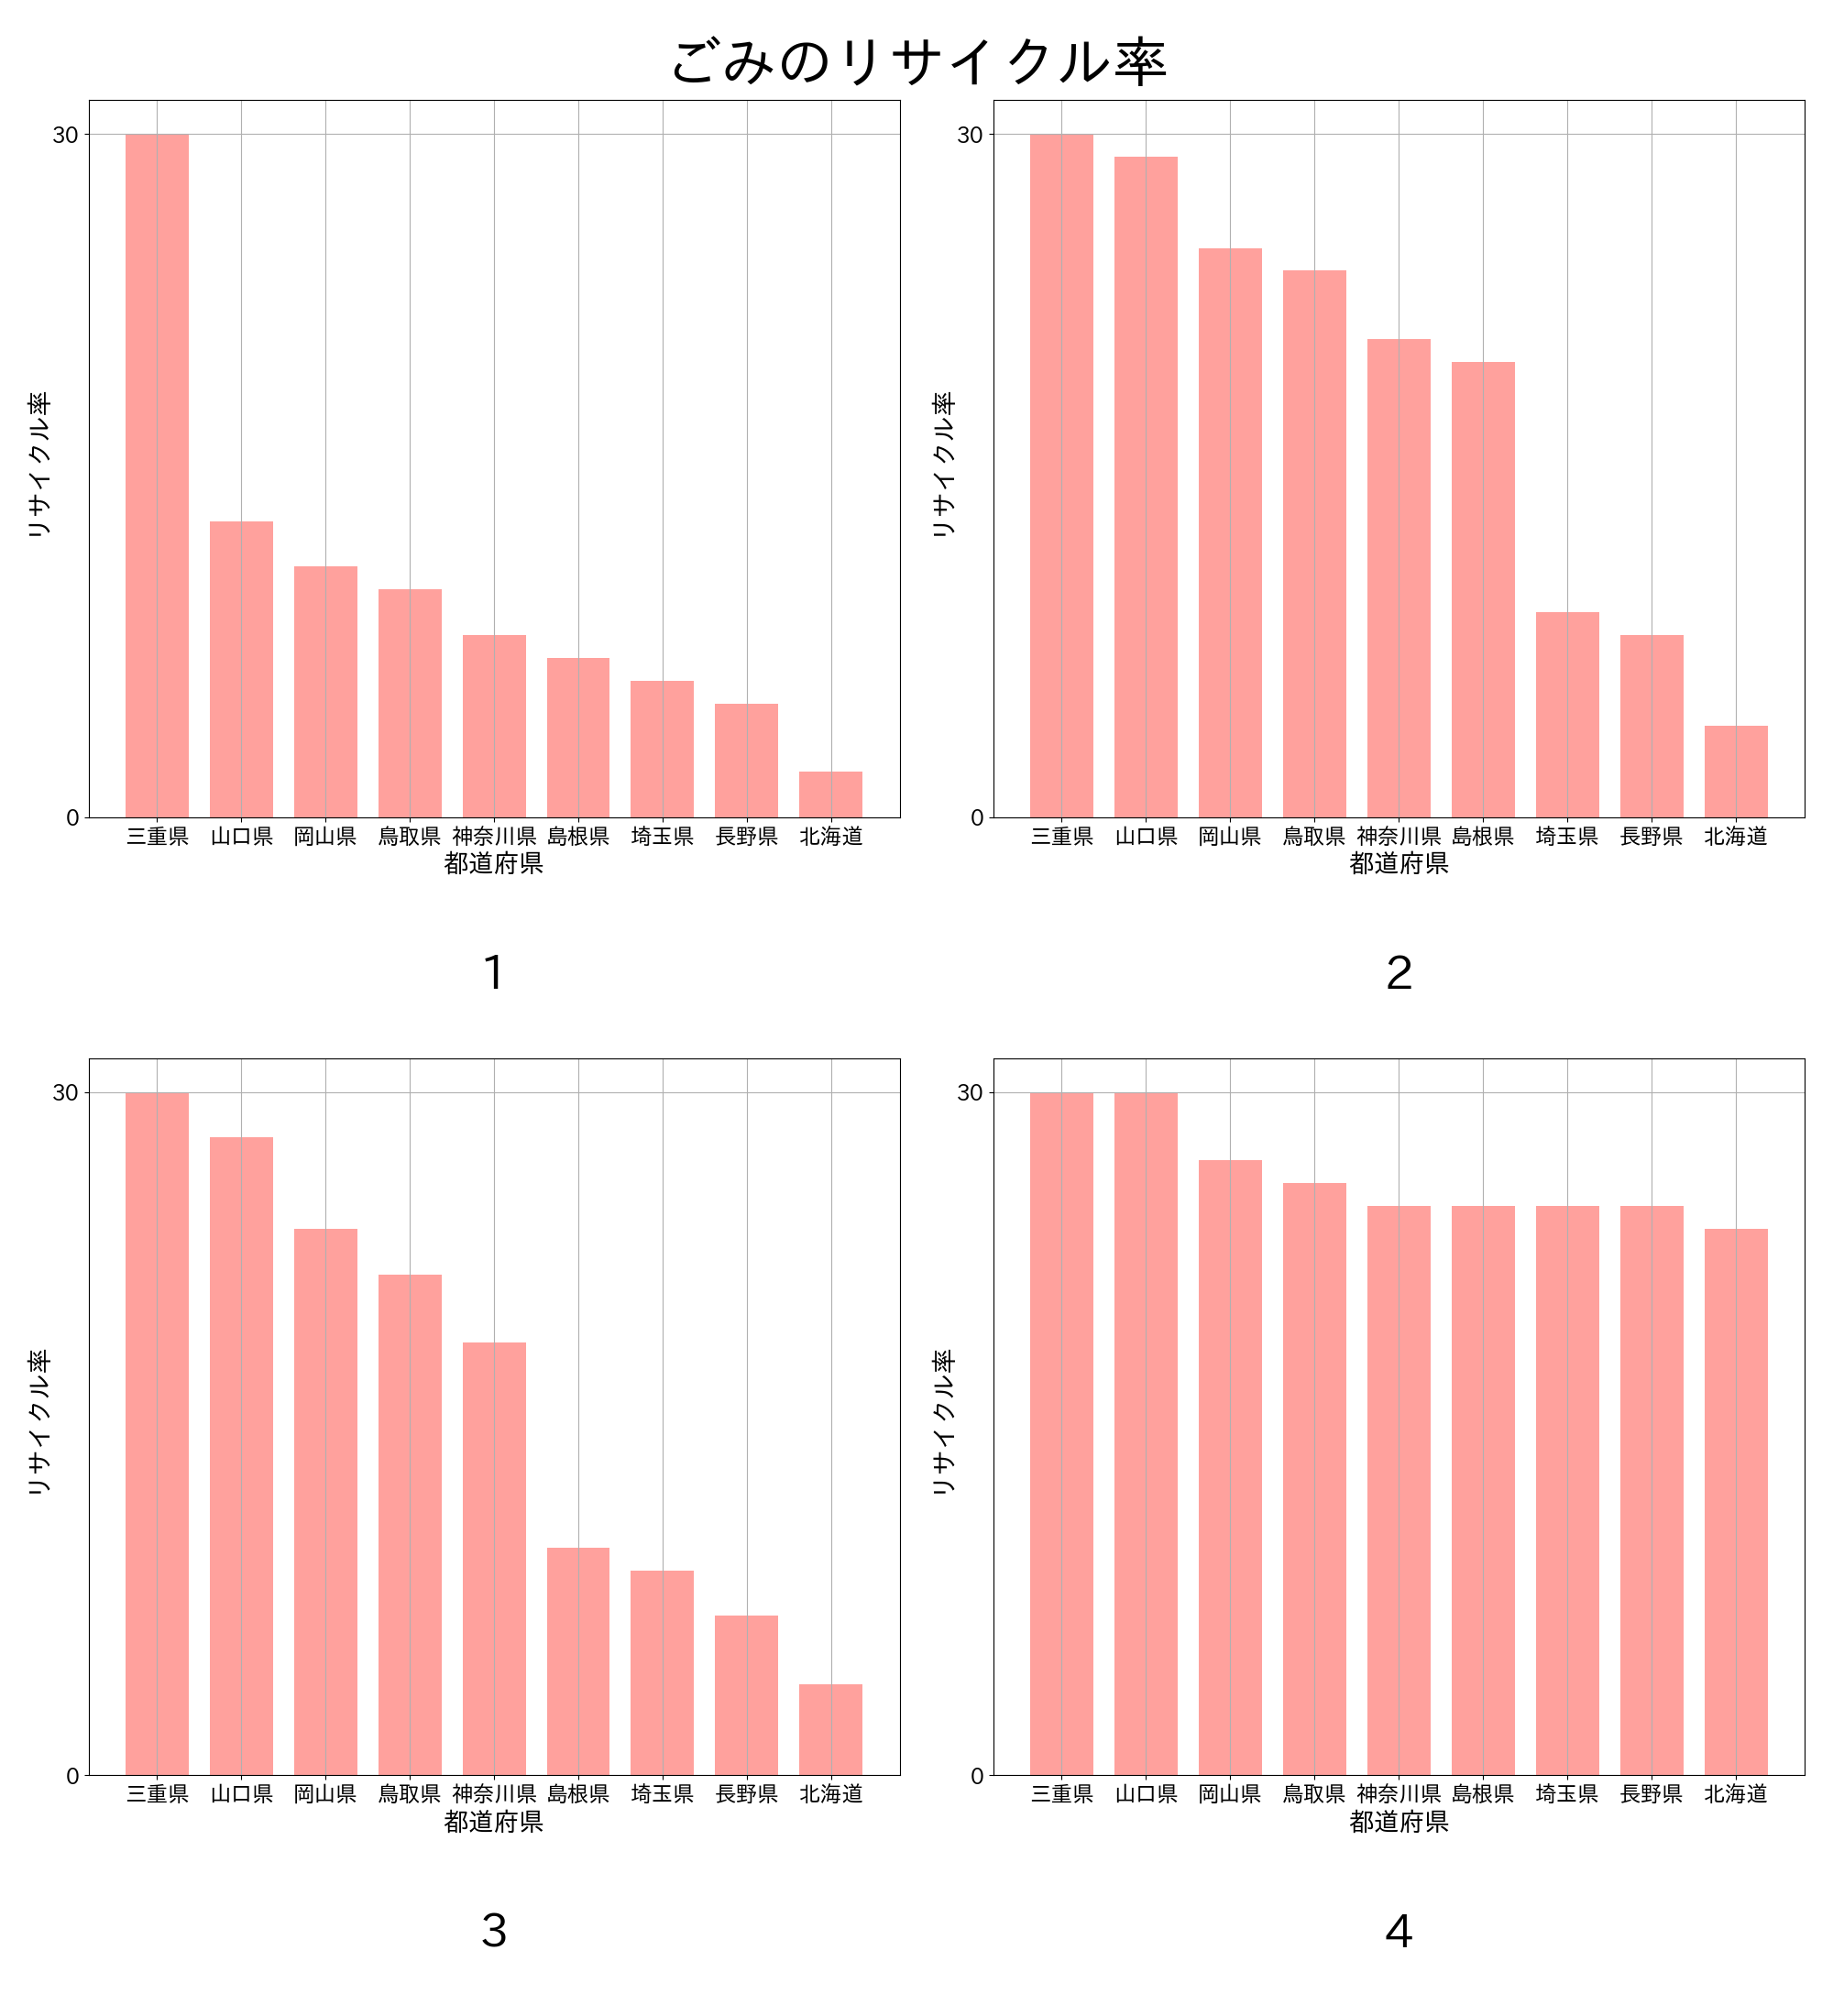 ごみのリサイクル率
30
0
リサイクル率
三重県 山口県 岡山県 鳥取県 神奈川県 島根県 埼玉県 長野県 北海道
都道府県
1
30
0
リサイクル率
三重県 山口県 岡山県 鳥取県 神奈川県 島根県 埼玉県 長野県 北海道
都道府県
2
30
0
リサイクル率
三重県 山口県 岡山県 鳥取県 神奈川県 島根県 埼玉県 長野県 北海道
都道府県
3
30
0
リサイクル率
三重県 山口県 岡山県 鳥取県 神奈川県 島根県 埼玉県 長野県 北海道
都道府県
4